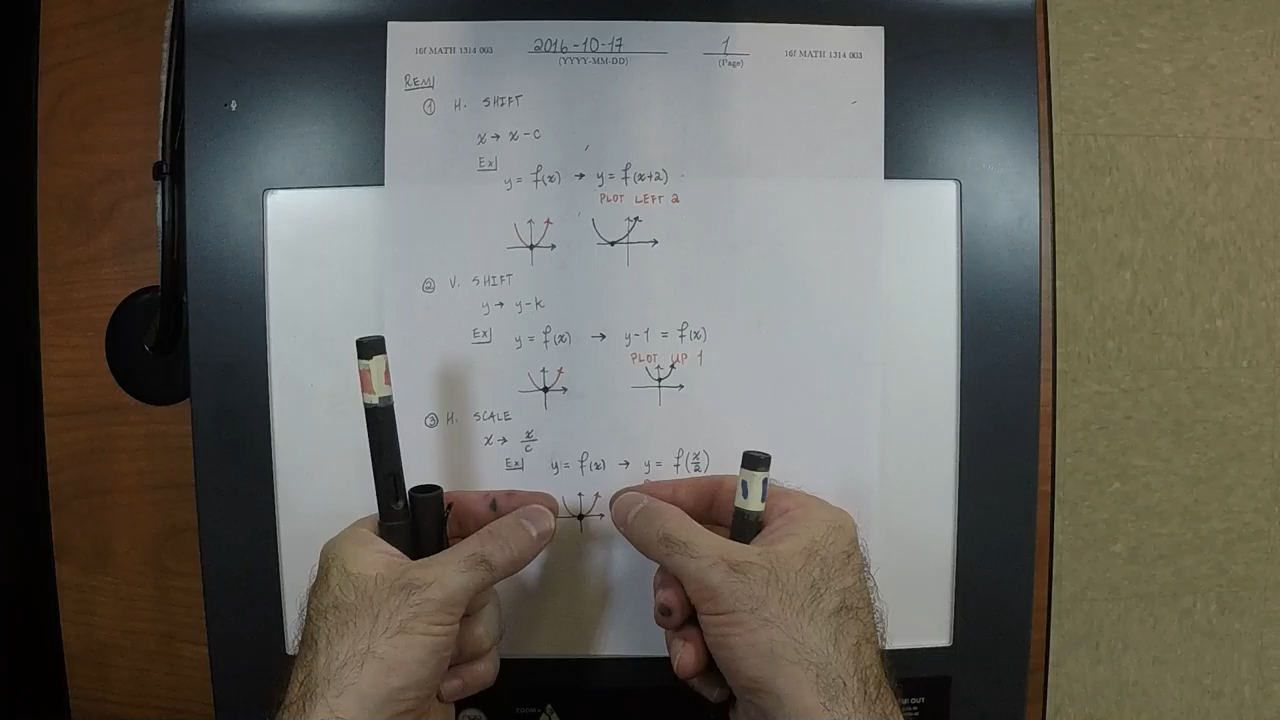 16f MATH 1314 003 2016-10-17 1 16f MATH 1314 003
(YYYY-MM-DD) (Page)
REM
① H. SHIFT
x → x-c
Ex
y = f(x) → y = f(x+2)
PLOT LEFT 2
② V. SHIFT
y → y-k
Ex y = f(x) → y-1 = f(x)
PLOT UP 1
③ H. SCALE
x → x/c
Ex y = f(x) → y = f(x/2)
OUT